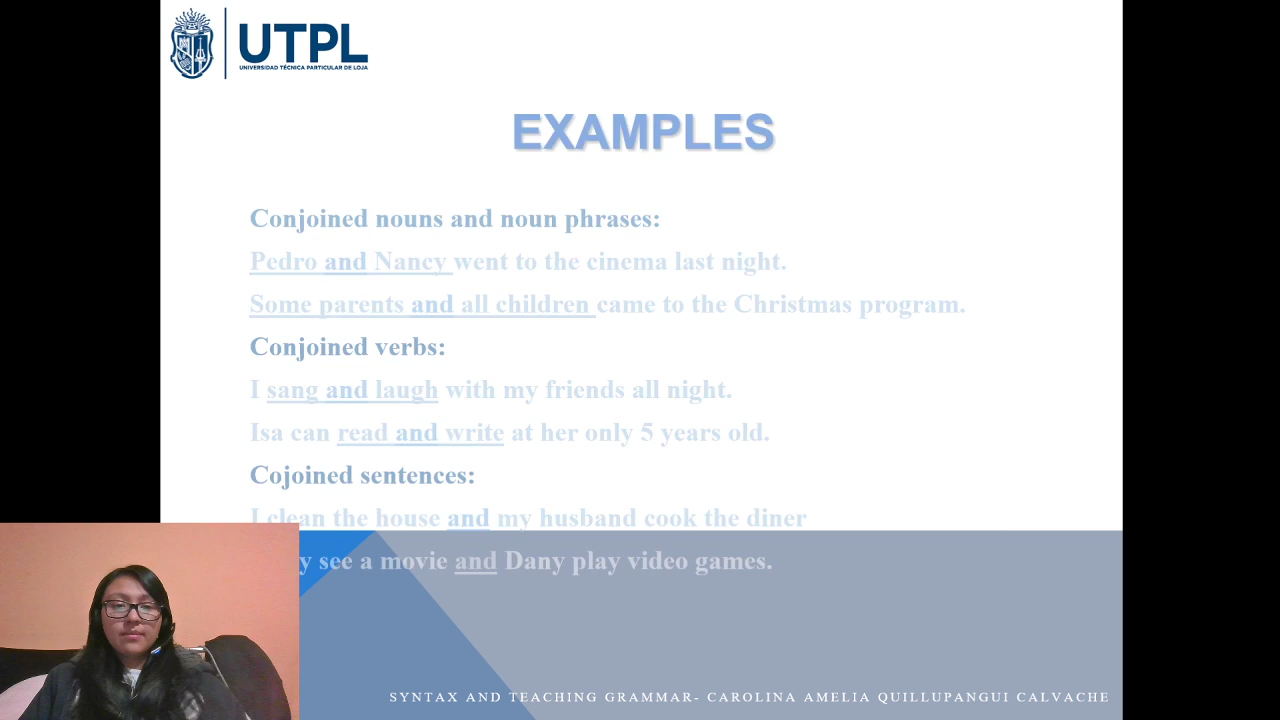 UTPL
UNIVERSIDAD TÉCNICA PARTICULAR DE LOJA
EXAMPLES
Conjoined nouns and noun phrases:
Pedro and Nancy went to the cinema last night.
Some parents and all children came to the Christmas program.
Conjoined verbs:
I sang and laugh with my friends all night.
Isa can read and write at her only 5 years old.
Cojoined sentences:
I clean the house and my husband cook the diner
see a movie and Dany play video games.
SYNTAX AND TEACHING GRAMMAR- CAROLINA AMELIA QUILLUPANGUI CALVACHE